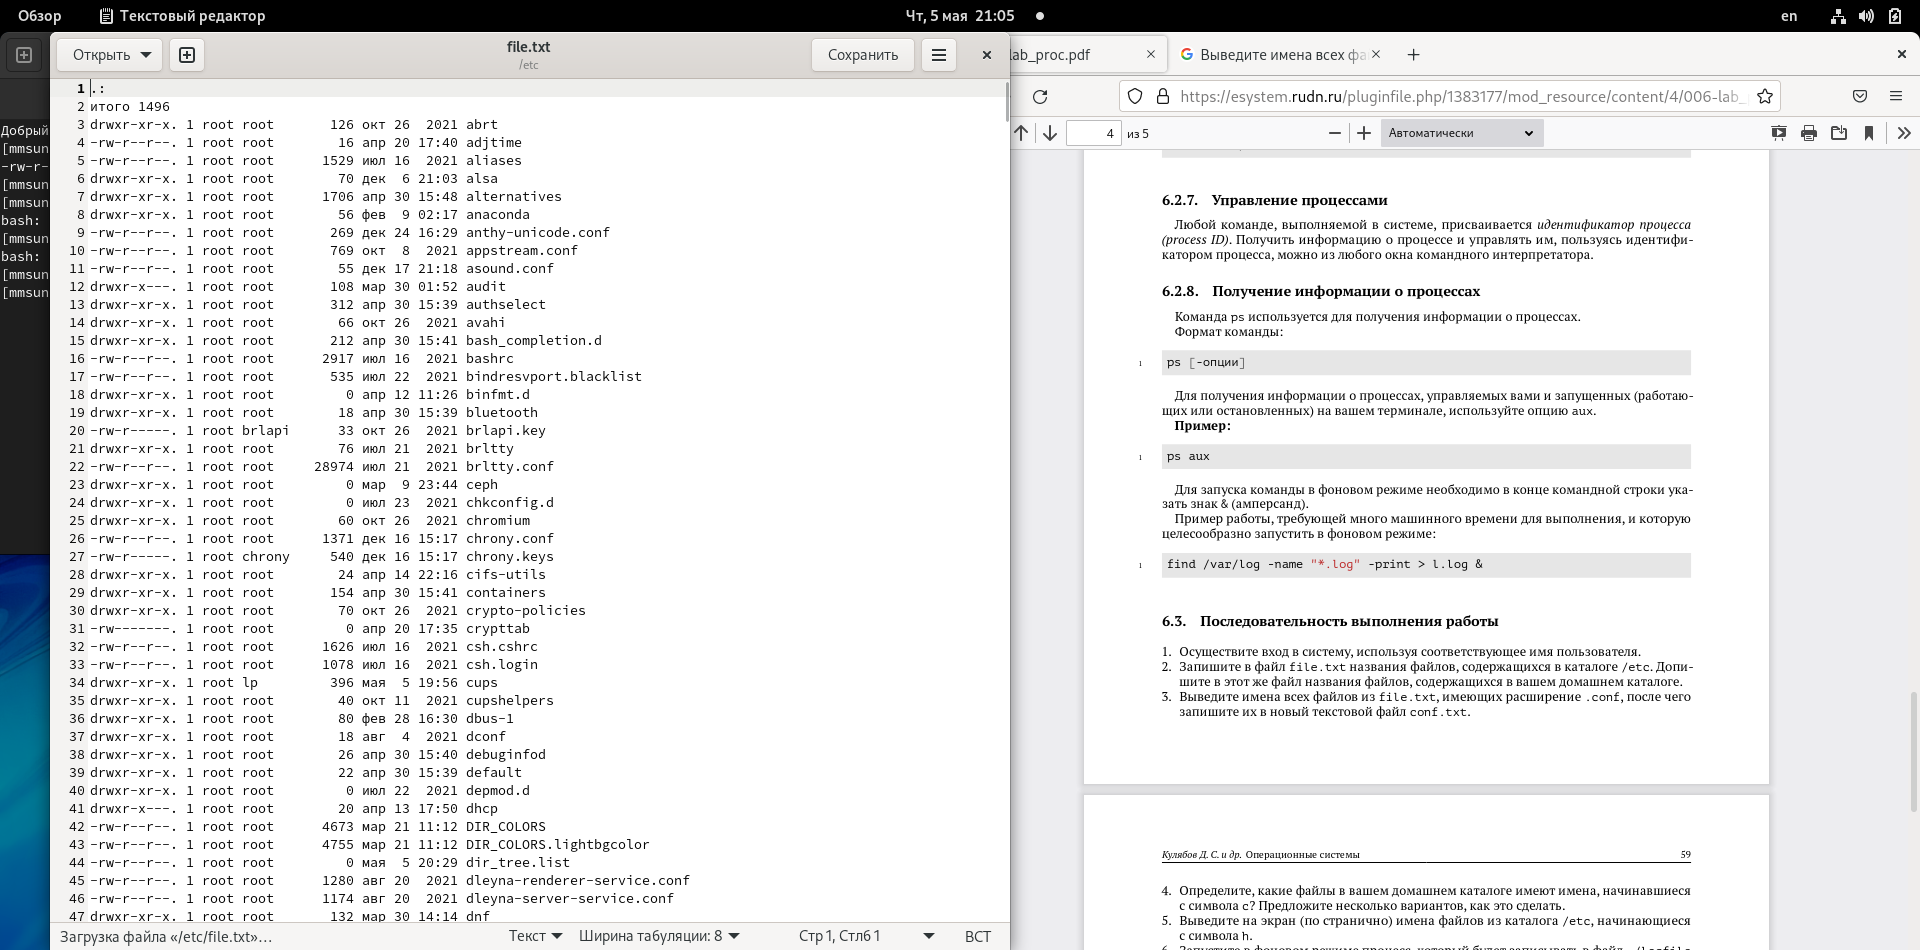 Обзор
Текстовый редактор
Чт, 5 мая 21:05
en
Открыть
file.txt
/etc
Сохранить
1 .:
2 итого 1496
3 drwxr-xr-x. 1 root root 126 окт 26 2021 abrt
4 -rw-r--r--. 1 root root 16 апр 20 17:40 adjtime
5 -rw-r--r--. 1 root root 1529 июл 16 2021 aliases
6 drwxr-xr-x. 1 root root 70 дек 6 21:03 alsa
7 drwxr-xr-x. 1 root root 1706 апр 30 15:48 alternatives
8 drwxr-xr-x. 1 root root 56 фев 9 02:17 anaconda
9 -rw-r--r--. 1 root root 269 дек 24 16:29 anthy-unicode.conf
10 -rw-r--r--. 1 root root 769 окт 8 2021 appstream.conf
11 -rw-r--r--. 1 root root 55 дек 17 21:18 asound.conf
12 drwxr-x---. 1 root root 108 мар 30 01:52 audit
13 drwxr-xr-x. 1 root root 312 апр 30 15:39 authselect
14 drwxr-xr-x. 1 root root 66 окт 26 2021 avahi
15 drwxr-xr-x. 1 root root 212 апр 30 15:41 bash_completion.d
16 -rw-r--r--. 1 root root 2917 июл 16 2021 bashrc
17 -rw-r--r--. 1 root root 535 июл 22 2021 bindresvport.blacklist
18 drwxr-xr-x. 1 root root 0 апр 12 11:26 binfmt.d
19 drwxr-xr-x. 1 root root 18 апр 30 15:39 bluetooth
20 -rw-r-----. 1 root brlapi 33 окт 26 2021 brlapi.key
21 drwxr-xr-x. 1 root root 76 июл 21 2021 brltty
22 -rw-r--r--. 1 root root 28974 июл 21 2021 brltty.conf
23 drwxr-xr-x. 1 root root 0 мар 9 23:44 ceph
24 drwxr-xr-x. 1 root root 0 июл 23 2021 chkconfig.d
25 drwxr-xr-x. 1 root root 60 окт 26 2021 chromium
26 -rw-r--r--. 1 root root 1371 дек 16 15:17 chrony.conf
27 -rw-r-----. 1 root chrony 540 дек 16 15:17 chrony.keys
28 drwxr-xr-x. 1 root root 24 апр 14 22:16 cifs-utils
29 drwxr-xr-x. 1 root root 154 апр 30 15:41 containers
30 drwxr-xr-x. 1 root root 70 окт 26 2021 crypto-policies
31 -rw-------. 1 root root 0 апр 20 17:35 crypttab
32 -rw-r--r--. 1 root root 1626 июл 16 2021 csh.cshrc
33 -rw-r--r--. 1 root root 1078 июл 16 2021 csh.login
34 drwxr-xr-x. 1 root lp 396 мая 5 19:56 cups
35 drwxr-xr-x. 1 root root 40 окт 11 2021 cupshelpers
36 drwxr-xr-x. 1 root root 80 фев 28 16:30 dbus-1
37 drwxr-xr-x. 1 root root 18 авг 4 2021 dconf
38 drwxr-xr-x. 1 root root 26 апр 30 15:40 debuginfod
39 drwxr-xr-x. 1 root root 22 апр 30 15:39 default
40 drwxr-xr-x. 1 root root 0 июл 22 2021 depmod.d
41 drwxr-x---. 1 root root 20 апр 13 17:50 dhcp
42 -rw-r--r--. 1 root root 4673 мар 21 11:12 DIR_COLORS
43 -rw-r--r--. 1 root root 4755 мар 21 11:12 DIR_COLORS.lightbgcolor
44 -rw-r--r--. 1 root root 0 мая 5 20:29 dir_tree.list
45 -rw-r--r--. 1 root root 1280 авг 20 2021 dleyna-renderer-service.conf
46 -rw-r--r--. 1 root root 1174 авг 20 2021 dleyna-server-service.conf
47 drwxr-xr-x. 1 root root 132 мар 30 14:14 dnf
Загрузка файла «/etc/file.txt»…
Текст
Ширина табуляции: 8
Стр 1, Стлб 1
ВСТ
Добрый
[mmsun
-rw-r-
[mmsun
[mmsun
bash:
[mmsun
bash:
[mmsun
[mmsun
lab_proc.pdf
Выведите имена всех фа
https://esystem.rudn.ru/pluginfile.php/1383177/mod_resource/content/4/006-lab_
4 из 5
Автоматически
6.2.7. Управление процессами
Любой команде, выполняемой в системе, присваивается идентификатор процесса
(process ID). Получить информацию о процессе и управлять им, пользуясь идентифи-
катором процесса, можно из любого окна командного интерпретатора.
6.2.8. Получение информации о процессах
Команда ps используется для получения информации о процессах.
Формат команды:
1 ps [-опции]
Для получения информации о процессах, управляемых вами и запущенных (работаю-
щих или остановленных) на вашем терминале, используйте опцию aux.
Пример:
1 ps aux
Для запуска команды в фоновом режиме необходимо в конце командной строки ука-
зать знак & (амперсанд).
Пример работы, требующей много машинного времени для выполнения, и которую
целесообразно запустить в фоновом режиме:
1 find /var/log -name "*.log" -print > l.log &
6.3. Последовательность выполнения работы
1. Осуществите вход в систему, используя соответствующее имя пользователя.
2. Запишите в файл file.txt названия файлов, содержащихся в каталоге /etc. Допи-
шите в этот же файл названия файлов, содержащихся в вашем домашнем каталоге.
3. Выведите имена всех файлов из file.txt, имеющих расширение .conf, после чего
запишите их в новый текстовой файл conf.txt.
Кулябов Д. С. и др. Операционные системы 59
4. Определите, какие файлы в вашем домашнем каталоге имеют имена, начинавшиеся
с символа c? Предложите несколько вариантов, как это сделать.
5. Выведите на экран (по странично) имена файлов из каталога /etc, начинающиеся
с символа h.
6. Запустите в фоновом режиме процесс, который будет записывать в файл ~/logfile